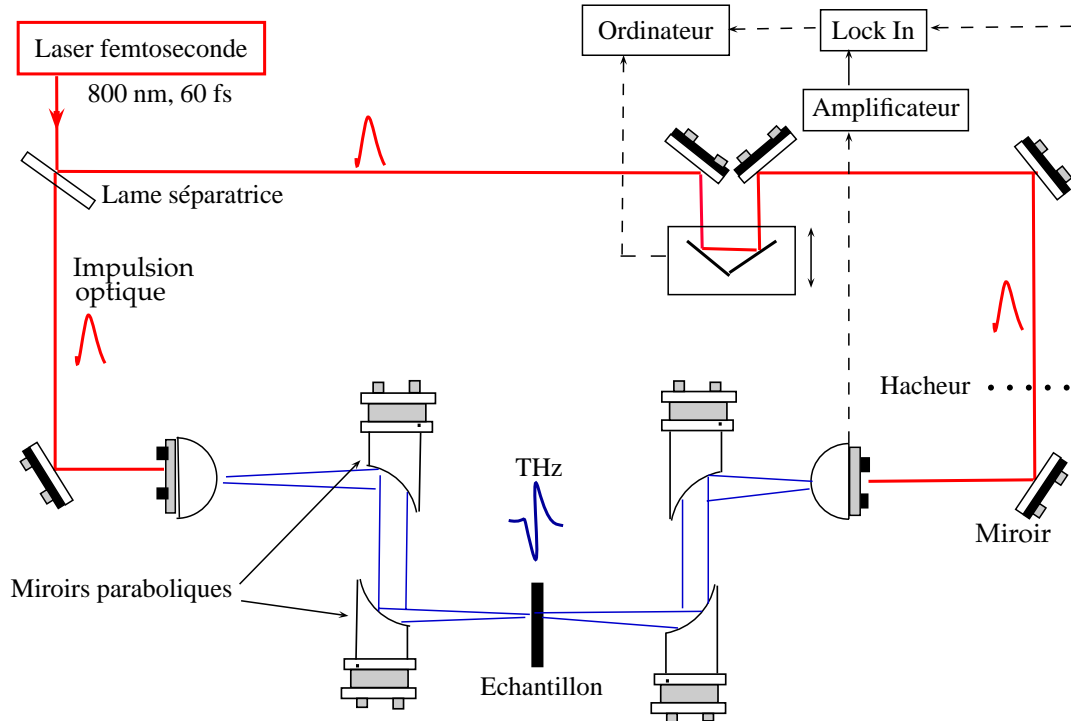 Laser femtoseconde
800 nm, 60 fs
Ordinateur
Lock In
Amplificateur
Lame séparatrice
Impulsion
optique
Hacheur
THz
Miroir
Miroirs paraboliques
Echantillon